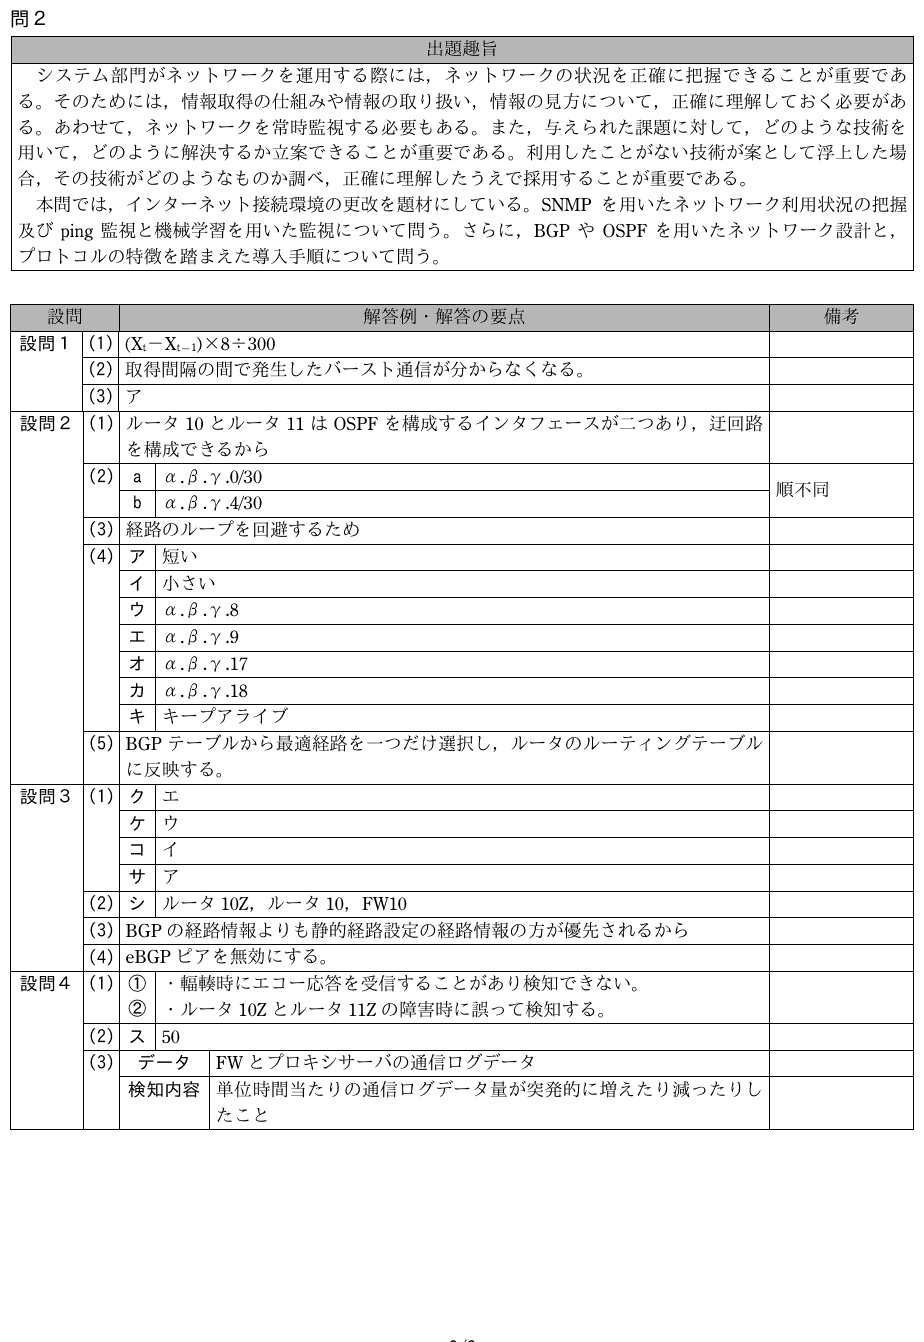 問2
出題趣旨
システム部門がネットワークを運用する際には，ネットワークの状況を正確に把握できることが重要であ
る。そのためには，情報取得の仕組みや情報の取り扱い，情報の見方について，正確に理解しておく必要があ
る。あわせて，ネットワークを常時監視する必要もある。また，与えられた課題に対して，どのような技術を
用いて，どのように解決するか立案できることが重要である。利用したことがない技術が案として浮上した場
合，その技術がどのようなものか調べ，正確に理解したうえで採用することが重要である。
本問では，インターネット接続環境の更改を題材にしている。SNMP を用いたネットワーク利用状況の把握
及び ping 監視と機械学習を用いた監視について問う。さらに，BGP や OSPF を用いたネットワーク設計と，
プロトコルの特徴を踏まえた導入手順について問う。
設問 解答例・解答の要点 備考
設問1 (1) (Xt－Xt－1)×8÷300
(2) 取得間隔の間で発生したバースト通信が分からなくなる。
(3) ア
設問2 (1) ルータ 10 とルータ 11 は OSPF を構成するインタフェースが二つあり，迂回路
を構成できるから
(2) a α.β.γ.0/30 順不同
b α.β.γ.4/30
(3) 経路のループを回避するため
(4) ア 短い
イ 小さい
ウ α.β.γ.8
エ α.β.γ.9
オ α.β.γ.17
カ α.β.γ.18
キ キープアライブ
(5) BGP テーブルから最適経路を一つだけ選択し，ルータのルーティングテーブル
に反映する。
設問3 (1) ク エ
ケ ウ
コ イ
サ ア
(2) シ ルータ 10Z，ルータ 10，FW10
(3) BGP の経路情報よりも静的経路設定の経路情報の方が優先されるから
(4) eBGP ピアを無効にする。
設問4 (1) ① ・輻輳時にエコー応答を受信することがあり検知できない。
② ・ルータ 10Z とルータ 11Z の障害時に誤って検知する。
(2) ス 50
(3) データ FW とプロキシサーバの通信ログデータ
検知内容 単位時間当たりの通信ログデータ量が突発的に増えたり減ったりし
たこと